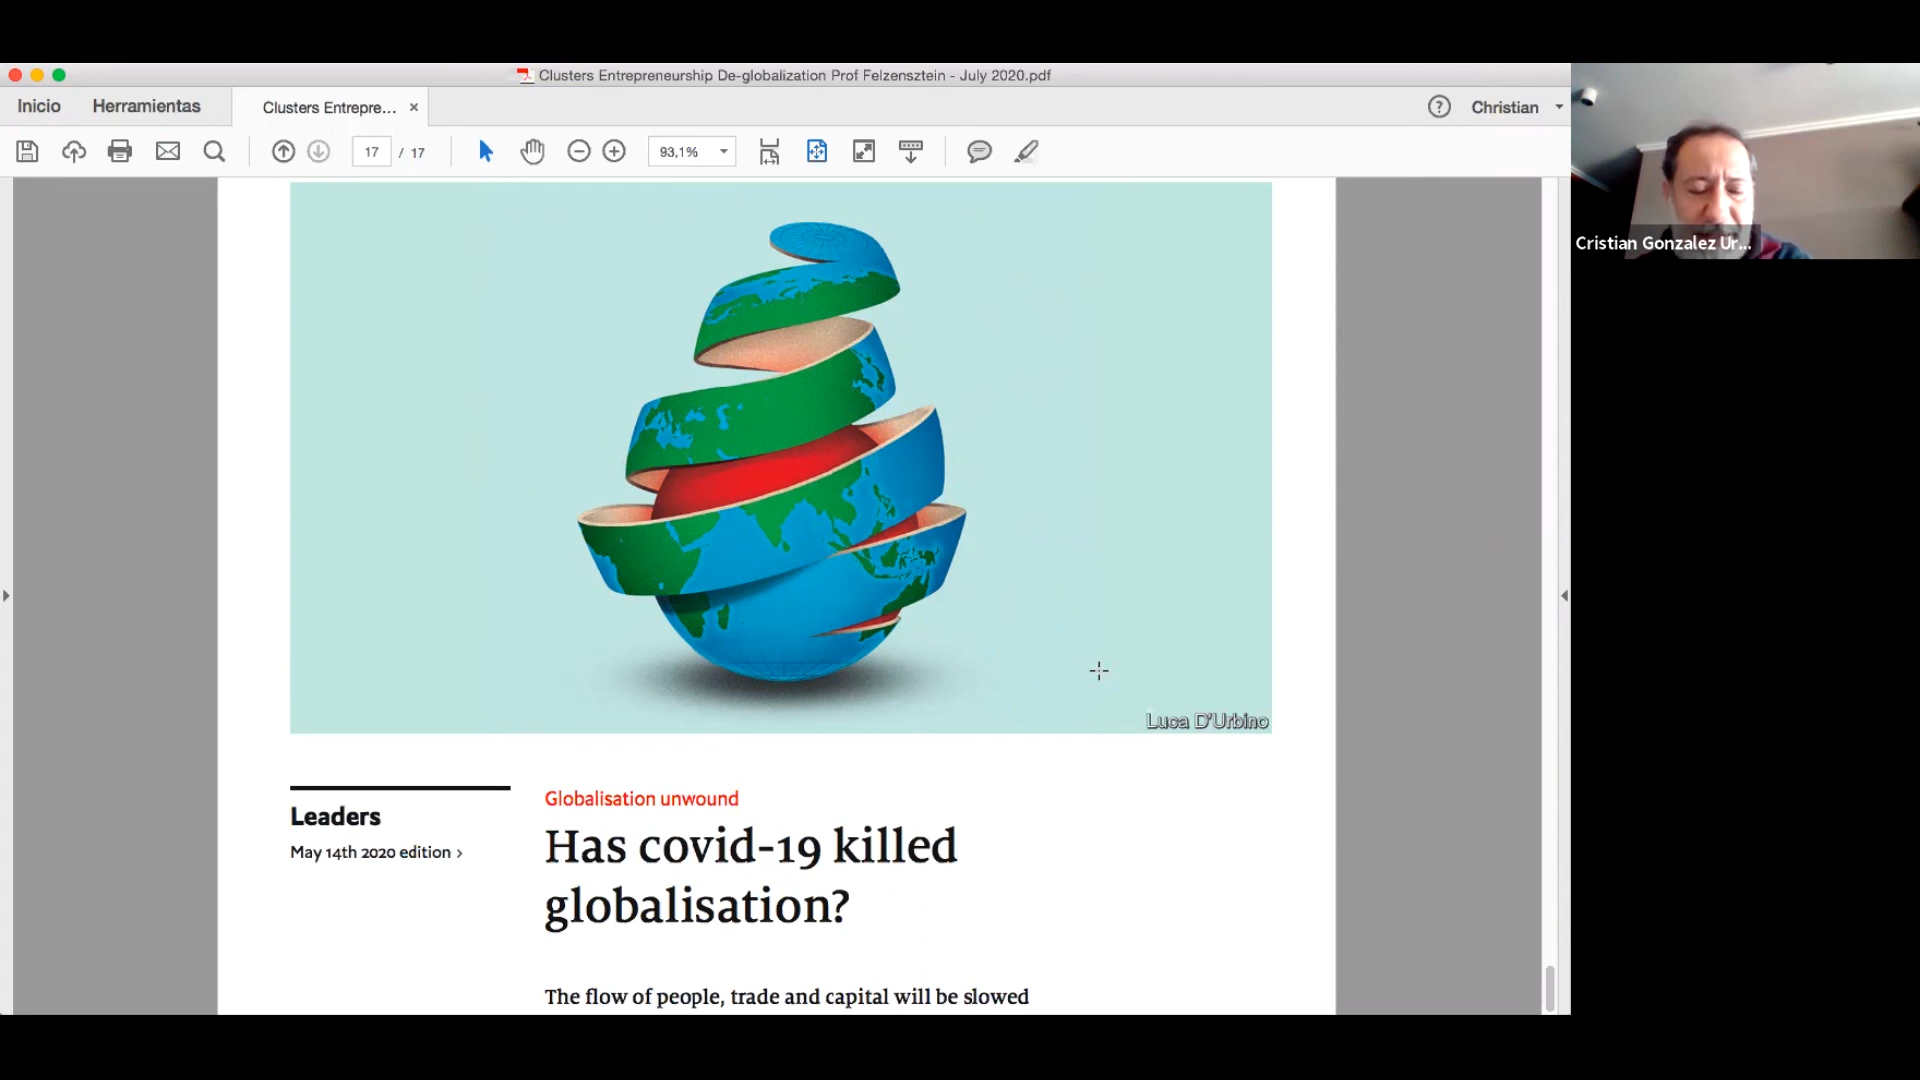 Clusters Entrepreneurship De-globalization Prof Felzensztein - July 2020.pdf
Inicio
Herramientas
Clusters Entrepre... ×
? Christian
17 / 17
93,1%
Cristian Gonzalez Ur...
Luca D'Urbino
Leaders
May 14th 2020 edition ›
Globalisation unwound
Has covid-19 killed
globalisation?
The flow of people, trade and capital will be slowed